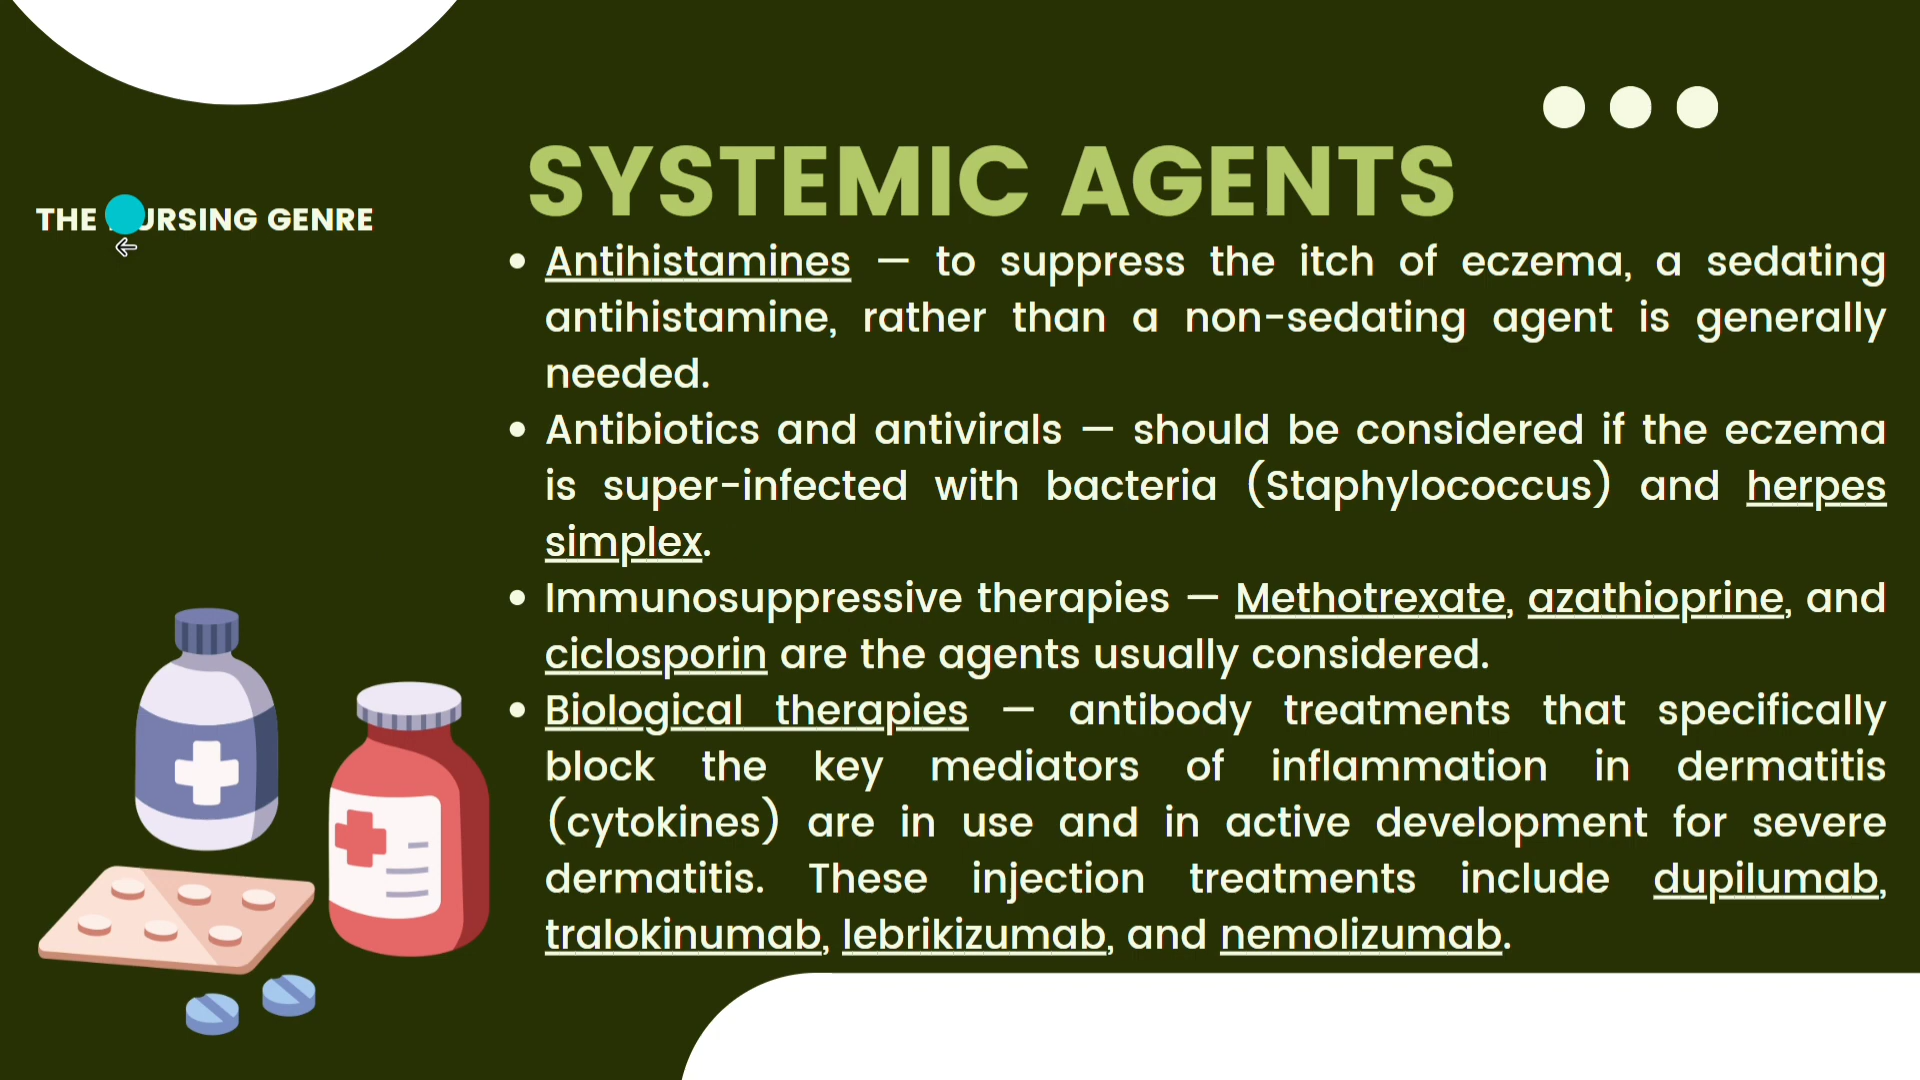 SYSTEMIC AGENTS
THE URSING GENRE
• Antihistamines — to suppress the itch of eczema, a sedating
antihistamine, rather than a non-sedating agent is generally
needed.
• Antibiotics and antivirals — should be considered if the eczema
is super-infected with bacteria (Staphylococcus) and herpes
simplex.
• Immunosuppressive therapies — Methotrexate, azathioprine, and
ciclosporin are the agents usually considered.
• Biological therapies — antibody treatments that specifically
block the key mediators of inflammation in dermatitis
(cytokines) are in use and in active development for severe
dermatitis. These injection treatments include dupilumab,
tralokinumab, lebrikizumab, and nemolizumab.